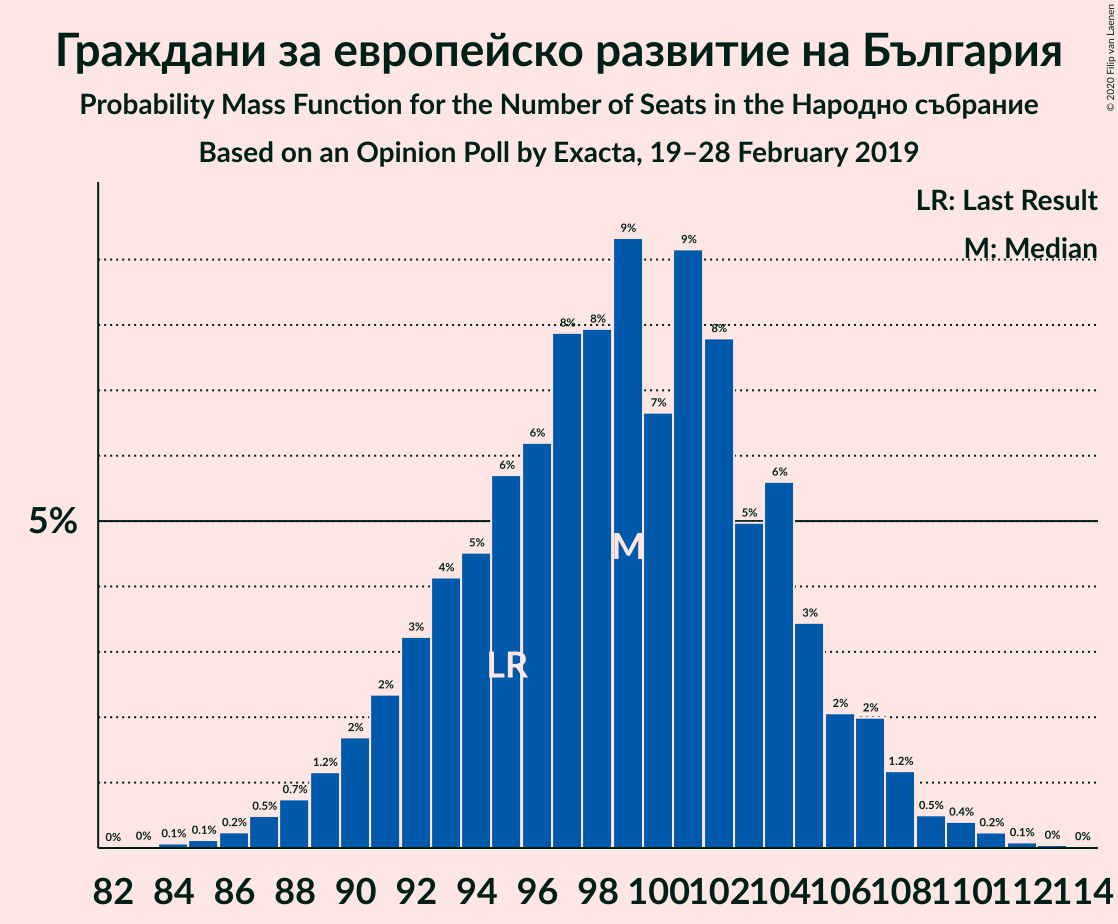 Граждани за европейско развитие на България
Probability Mass Function for the Number of Seats in the Народно събрание
Based on an Opinion Poll by Exacta, 19–28 February 2019
© 2020 Filip van Laenen
LR: Last Result
M: Median
5%
0% 0% 0.1% 0.1% 0.2% 0.5% 0.7% 1.2% 2% 2% 3% 4% 5% 6% 6% 8% 8% 9% 7% 9% 8% 5% 6% 3% 2% 2% 1.2% 0.5% 0.4% 0.2% 0.1% 0% 0%
M
LR
82 84 86 88 90 92 94 96 98 100 102 104 106 108 110 112 114